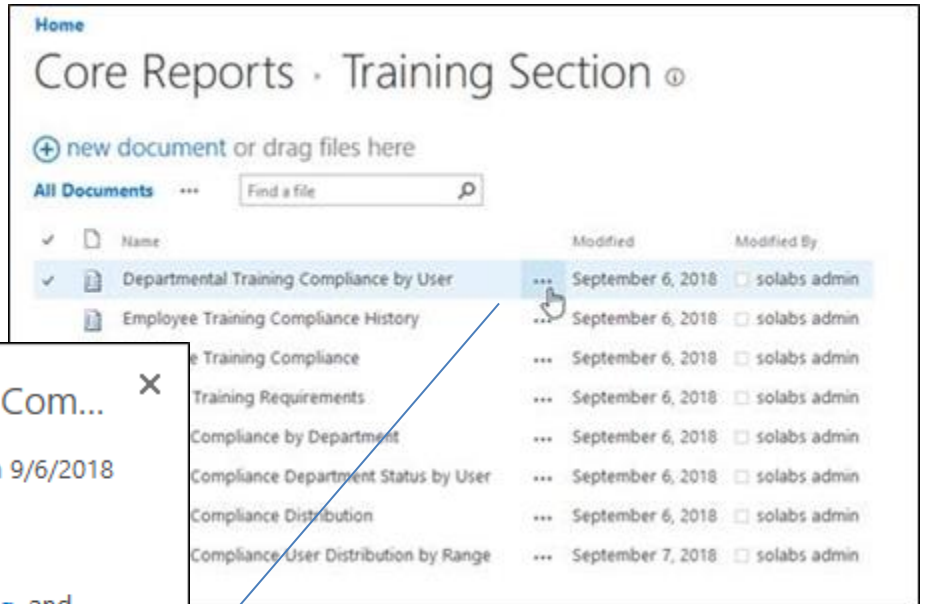 Home
Core Reports · Training Section
new document or drag files here
All Documents ... Find a file
Name Modified Modified By
Departmental Training Compliance by User ... September 6, 2018 solabs admin
Employee Training Compliance History ... September 6, 2018 solabs admin
e Training Compliance ... September 6, 2018 solabs admin
Training Requirements ... September 6, 2018 solabs admin
Compliance by Department ... September 6, 2018 solabs admin
Compliance Department Status by User ... September 6, 2018 solabs admin
Compliance Distribution ... September 6, 2018 solabs admin
Compliance User Distribution by Range ... September 7, 2018 solabs admin
Com...
9/6/2018
and